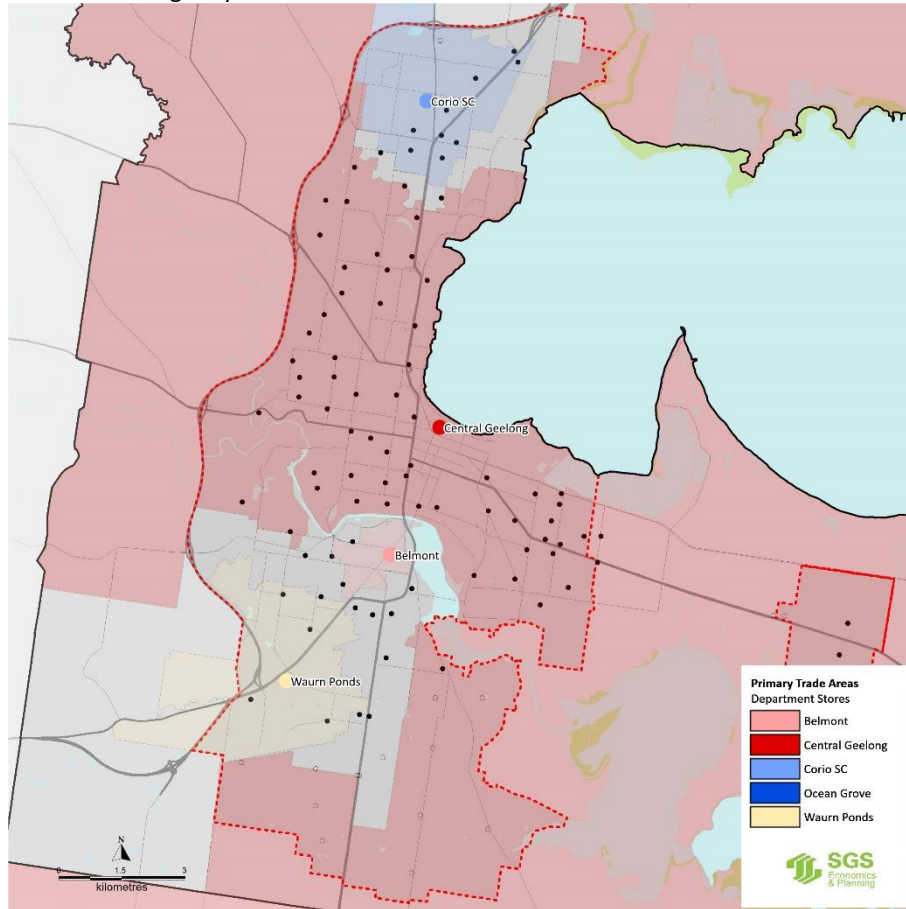 Corio SC
Central Geelong
Belmont
Waurn Ponds
N
0 1.5 3
kilometres
Primary Trade Areas
Department Stores
Belmont
Central Geelong
Corio SC
Ocean Grove
Waurn Ponds
SGS
Economics
& Planning